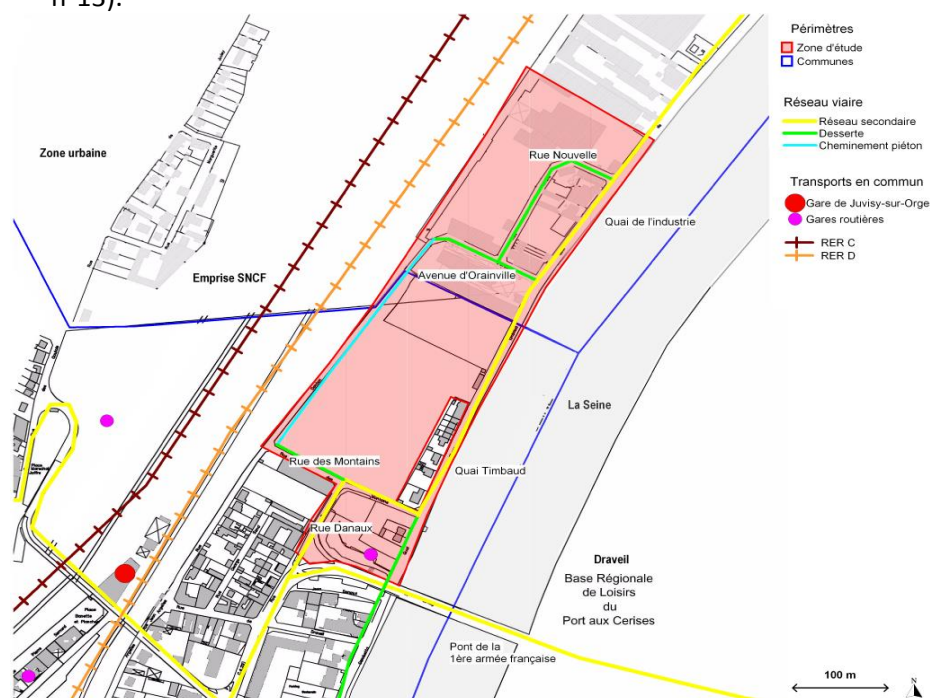 n°13).
Périmètres
Zone d'étude
Communes
Réseau viaire
Réseau secondaire
Desserte
Cheminement piéton
Transports en commun
Gare de Juvisy-sur-Orge
Gares routières
RER C
RER D
Zone urbaine
Rue Nouvelle
Quai de l'industrie
Emprise SNCF
Avenue d'Orainville
La Seine
Rue des Montains
Quai Timbaud
Rue Danaux
Draveil
Base Régionale
de Loisirs
du
Port aux Cerises
Pont de la
1ère armée française
100 m
N